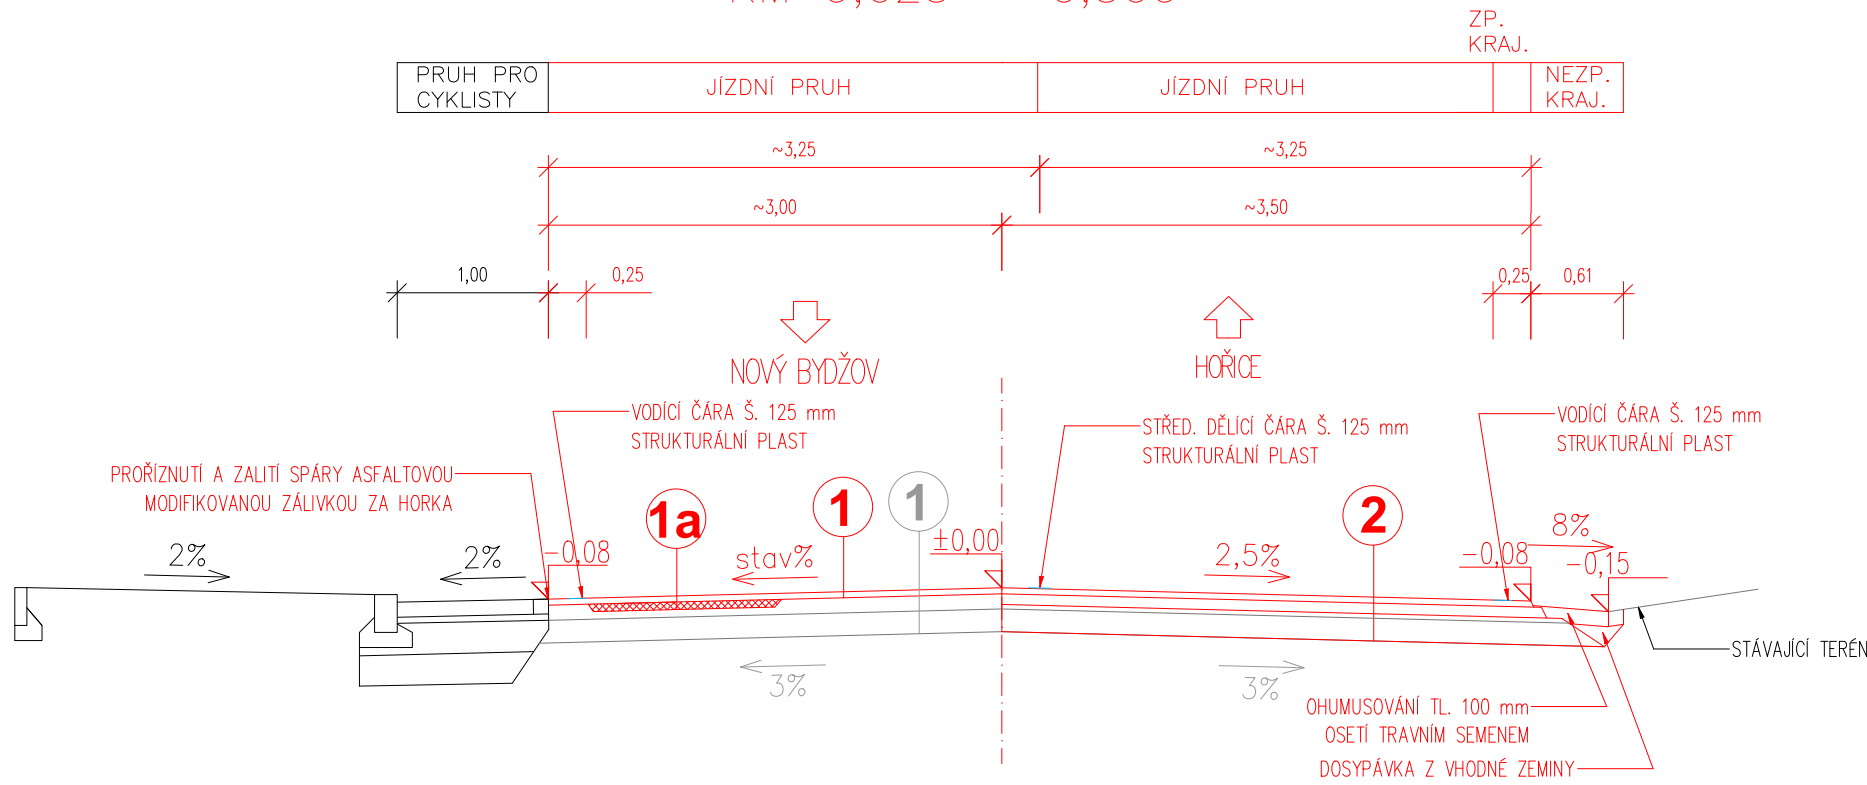 ZP.
KRAJ.
PRUH PRO
CYKLISTY
JÍZDNÍ PRUH
JÍZDNÍ PRUH
NEZP.
KRAJ.
~3,25
~3,25
~3,00
~3,50
1,00
0,25
0,25
0,61
NOVÝ BYDŽOV
HOŘICE
VODÍCÍ ČÁRA Š. 125 mm
STRUKTURÁLNÍ PLAST
STŘED. DĚLÍCÍ ČÁRA Š. 125 mm
STRUKTURÁLNÍ PLAST
VODÍCÍ ČÁRA Š. 125 mm
STRUKTURÁLNÍ PLAST
PROŘÍZNUTÍ A ZALITÍ SPÁRY ASFALTOVOU
MODIFIKOVANOU ZÁLIVKOU ZA HORKA
1a
1
1
2
2%
2%
-0,08
stav%
±0,00
2,5%
-0,08
8%
-0,15
3%
3%
STÁVAJÍCÍ TERÉN
OHUMUSOVÁNÍ TL. 100 mm
OSETÍ TRAVNÍM SEMENEM
DOSYPÁVKA Z VHODNÉ ZEMINY